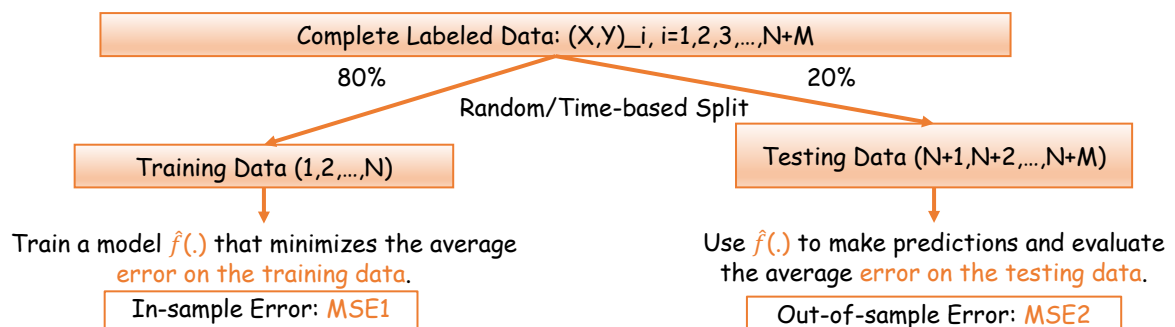 Complete Labeled Data: (X,Y)_i, i=1,2,3,...,N+M
80%
20%
Random/Time-based Split
Training Data (1,2,...,N)
Testing Data (N+1,N+2,...,N+M)
Train a model f̂(.) that minimizes the average
error on the training data.
In-sample Error: MSE1
Use f̂(.) to make predictions and evaluate
the average error on the testing data.
Out-of-sample Error: MSE2